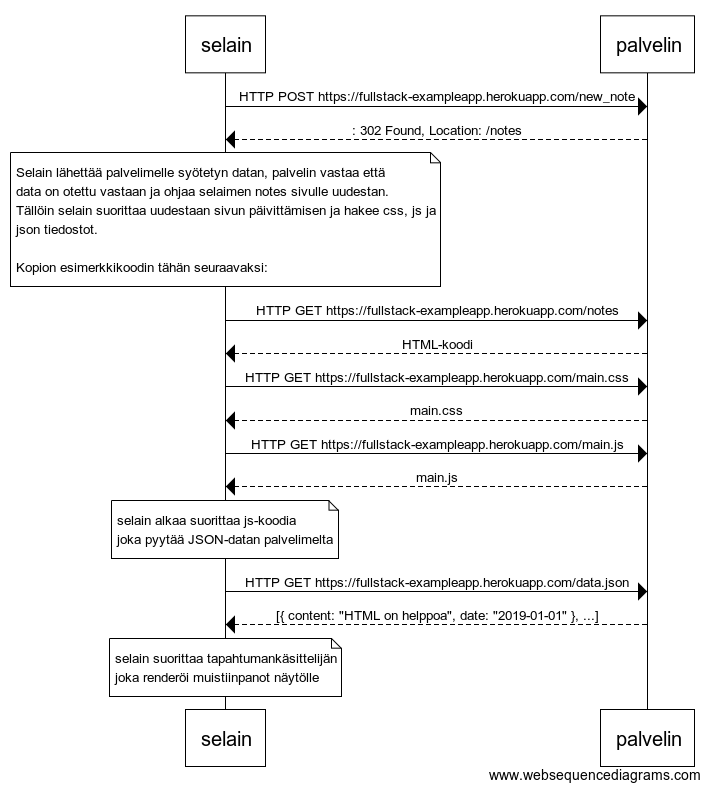 selain palvelin
HTTP POST https://fullstack-exampleapp.herokuapp.com/new_note
: 302 Found, Location: /notes
Selain lähettää palvelimelle syötetyn datan, palvelin vastaa että
data on otettu vastaan ja ohjaa selaimen notes sivulle uudestan.
Tällöin selain suorittaa uudestaan sivun päivittämisen ja hakee css, js ja
json tiedostot.
Kopion esimerkkikoodin tähän seuraavaksi:
HTTP GET https://fullstack-exampleapp.herokuapp.com/notes
HTML-koodi
HTTP GET https://fullstack-exampleapp.herokuapp.com/main.css
main.css
HTTP GET https://fullstack-exampleapp.herokuapp.com/main.js
main.js
selain alkaa suorittaa js-koodia
joka pyytää JSON-datan palvelimelta
HTTP GET https://fullstack-exampleapp.herokuapp.com/data.json
[{ content: "HTML on helppoa", date: "2019-01-01" }, ...]
selain suorittaa tapahtumankäsittelijän
joka renderöi muistiinpanot näytölle
selain palvelin
www.websequencediagrams.com